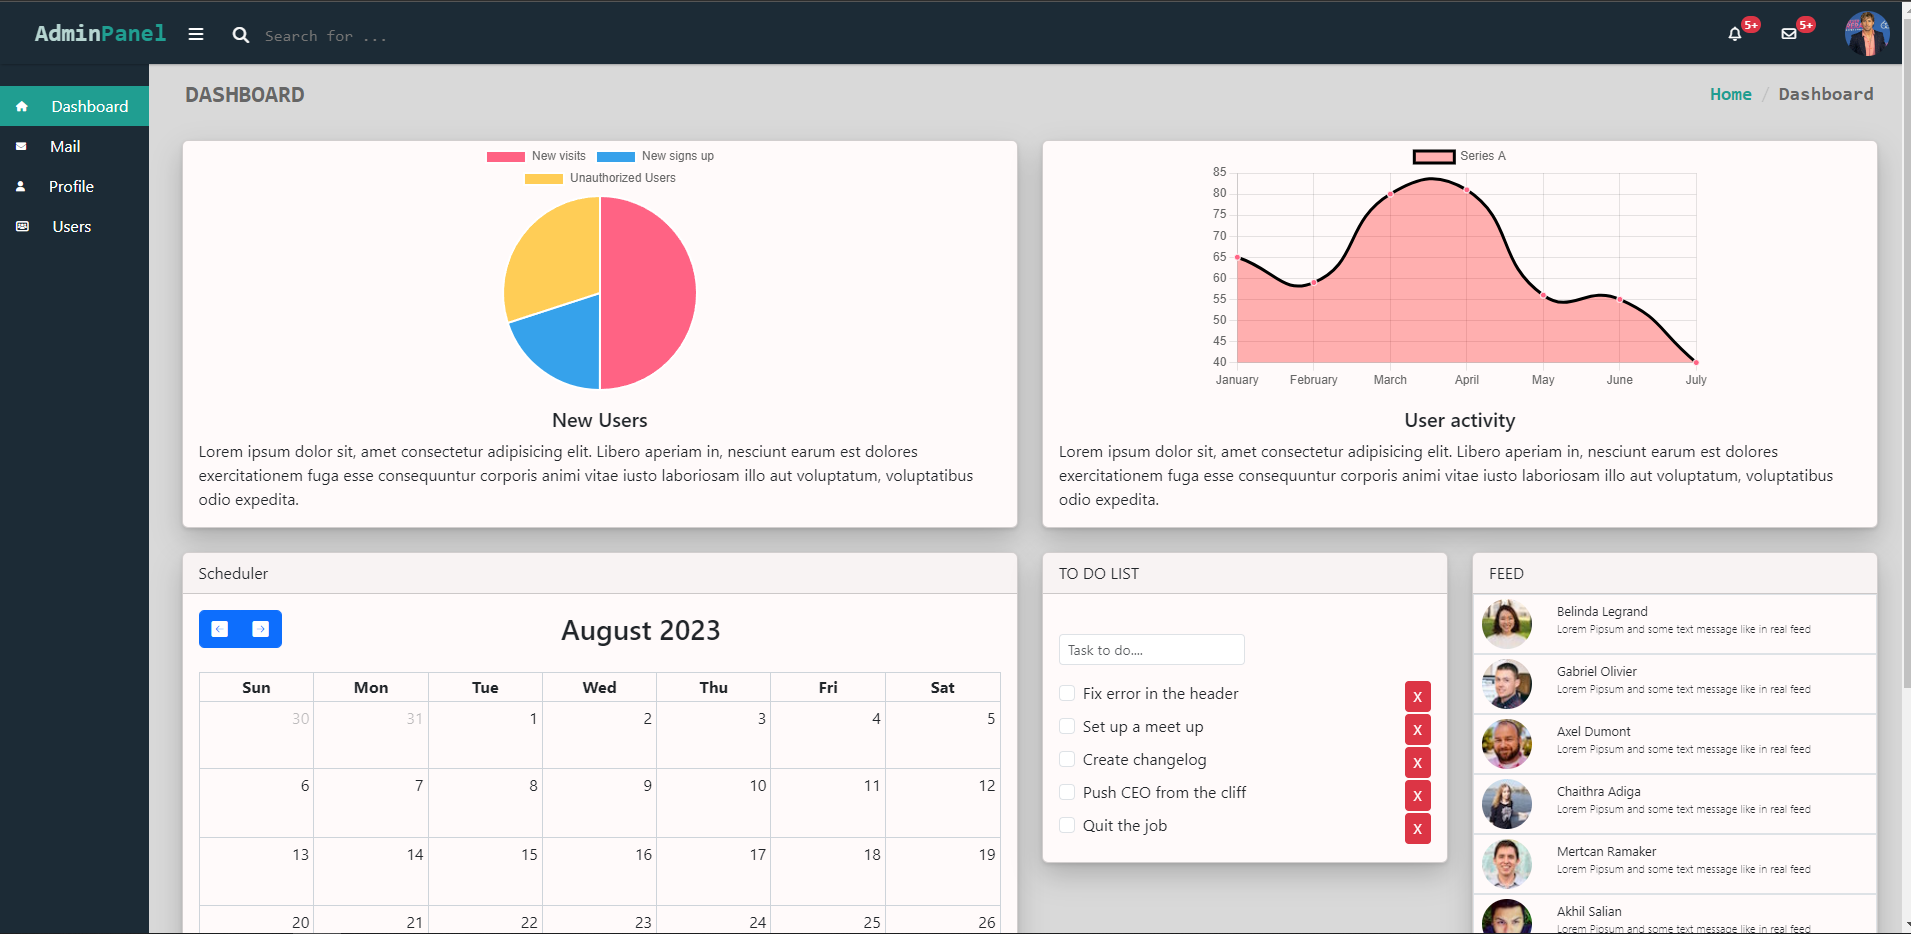 AdminPanel
Search for ...
5+
5+
Dashboard
Mail
Profile
Users
DASHBOARD
Home / Dashboard
New visits
New signs up
Unauthorized Users
New Users
Lorem ipsum dolor sit, amet consectetur adipisicing elit. Libero aperiam in, nesciunt earum est dolores
exercitationem fuga esse consequuntur corporis animi vitae iusto laboriosam illo aut voluptatum, voluptatibus
odio expedita.
Series A
85
80
75
70
65
60
55
50
45
40
January February March April May June July
User activity
Lorem ipsum dolor sit, amet consectetur adipisicing elit. Libero aperiam in, nesciunt earum est dolores
exercitationem fuga esse consequuntur corporis animi vitae iusto laboriosam illo aut voluptatum, voluptatibus
odio expedita.
Scheduler
August 2023
Sun Mon Tue Wed Thu Fri Sat
30 31 1 2 3 4 5
6 7 8 9 10 11 12
13 14 15 16 17 18 19
20 21 22 23 24 25 26
TO DO LIST
Task to do....
Fix error in the header X
Set up a meet up X
Create changelog X
Push CEO from the cliff X
Quit the job X
FEED
Belinda Legrand
Lorem Pipsum and some text message like in real feed
Gabriel Olivier
Lorem Pipsum and some text message like in real feed
Axel Dumont
Lorem Pipsum and some text message like in real feed
Chaithra Adiga
Lorem Pipsum and some text message like in real feed
Mertcan Ramaker
Lorem Pipsum and some text message like in real feed
Akhil Salian
Lorem Pipsum and some text message like in real feed